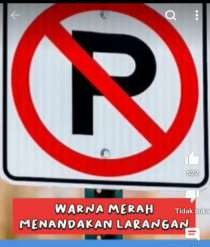 P
WARNA MERAH
MENANDAKAN LARANGAN
Tidak suka